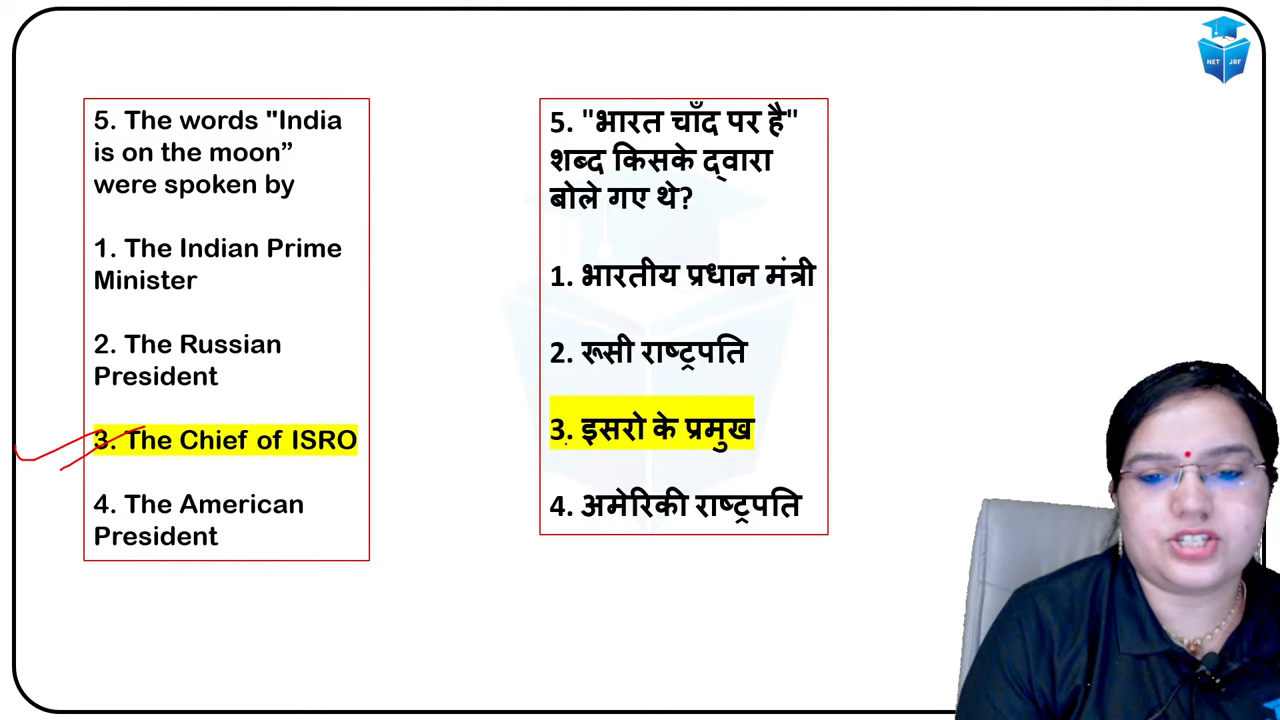 NET JRF
5. The words "India
is on the moon”
were spoken by
1. The Indian Prime
Minister
2. The Russian
President
3. The Chief of ISRO
4. The American
President
5. "भारत चाँद पर है"
शब्द किसके द्वारा
बोले गए थे?
1. भारतीय प्रधान मंत्री
2. रूसी राष्ट्रपति
3. इसरो के प्रमुख
4. अमेरिकी राष्ट्रपति